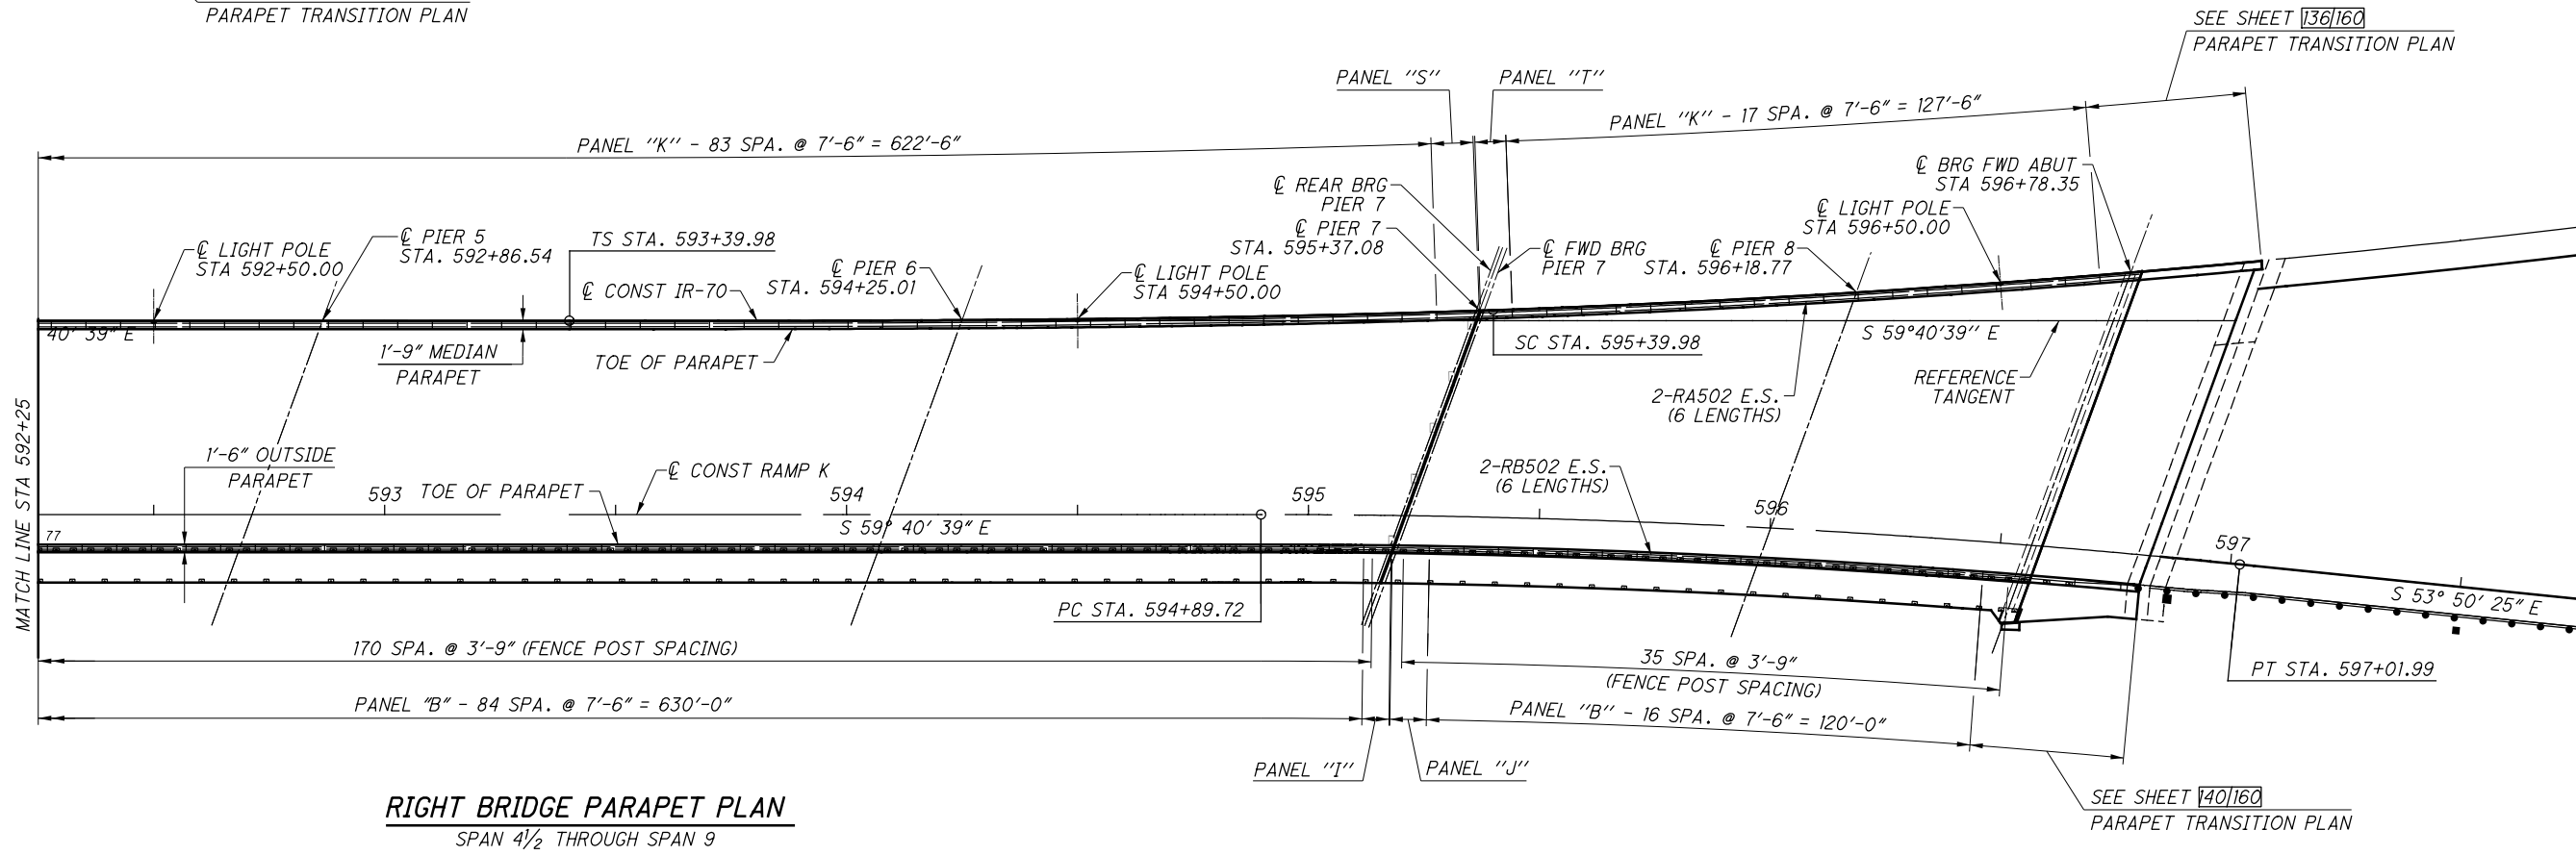 PARAPET TRANSITION PLAN
SEE SHEET 136/160
PARAPET TRANSITION PLAN
PANEL ''S''
PANEL ''T''
PANEL ''K'' - 83 SPA. @ 7'-6" = 622'-6"
PANEL ''K'' - 17 SPA. @ 7'-6" = 127'-6"
℄ LIGHT POLE
STA 592+50.00
℄ PIER 5
STA. 592+86.54
TS STA. 593+39.98
℄ CONST IR-70
℄ PIER 6
STA. 594+25.01
℄ LIGHT POLE
STA 594+50.00
℄ REAR BRG
PIER 7
℄ PIER 7
STA. 595+37.08
℄ FWD BRG
PIER 7
℄ PIER 8
STA. 596+18.77
℄ LIGHT POLE
STA 596+50.00
℄ BRG FWD ABUT
STA 596+78.35
40' 39" E
1'-9" MEDIAN
PARAPET
TOE OF PARAPET
SC STA. 595+39.98
S 59°40'39'' E
REFERENCE
TANGENT
2-RA502 E.S.
(6 LENGTHS)
MATCH LINE STA 592+25
1'-6" OUTSIDE
PARAPET
593
TOE OF PARAPET
℄ CONST RAMP K
594
S 59° 40' 39" E
595
2-RB502 E.S.
(6 LENGTHS)
596
597
77
S 53° 50' 25" E
PC STA. 594+89.72
PT STA. 597+01.99
170 SPA. @ 3'-9" (FENCE POST SPACING)
35 SPA. @ 3'-9"
(FENCE POST SPACING)
PANEL "B" - 84 SPA. @ 7'-6" = 630'-0"
PANEL ''B'' - 16 SPA. @ 7'-6" = 120'-0"
PANEL ''I''
PANEL ''J''
SEE SHEET 140/160
PARAPET TRANSITION PLAN
RIGHT BRIDGE PARAPET PLAN
SPAN 4½ THROUGH SPAN 9